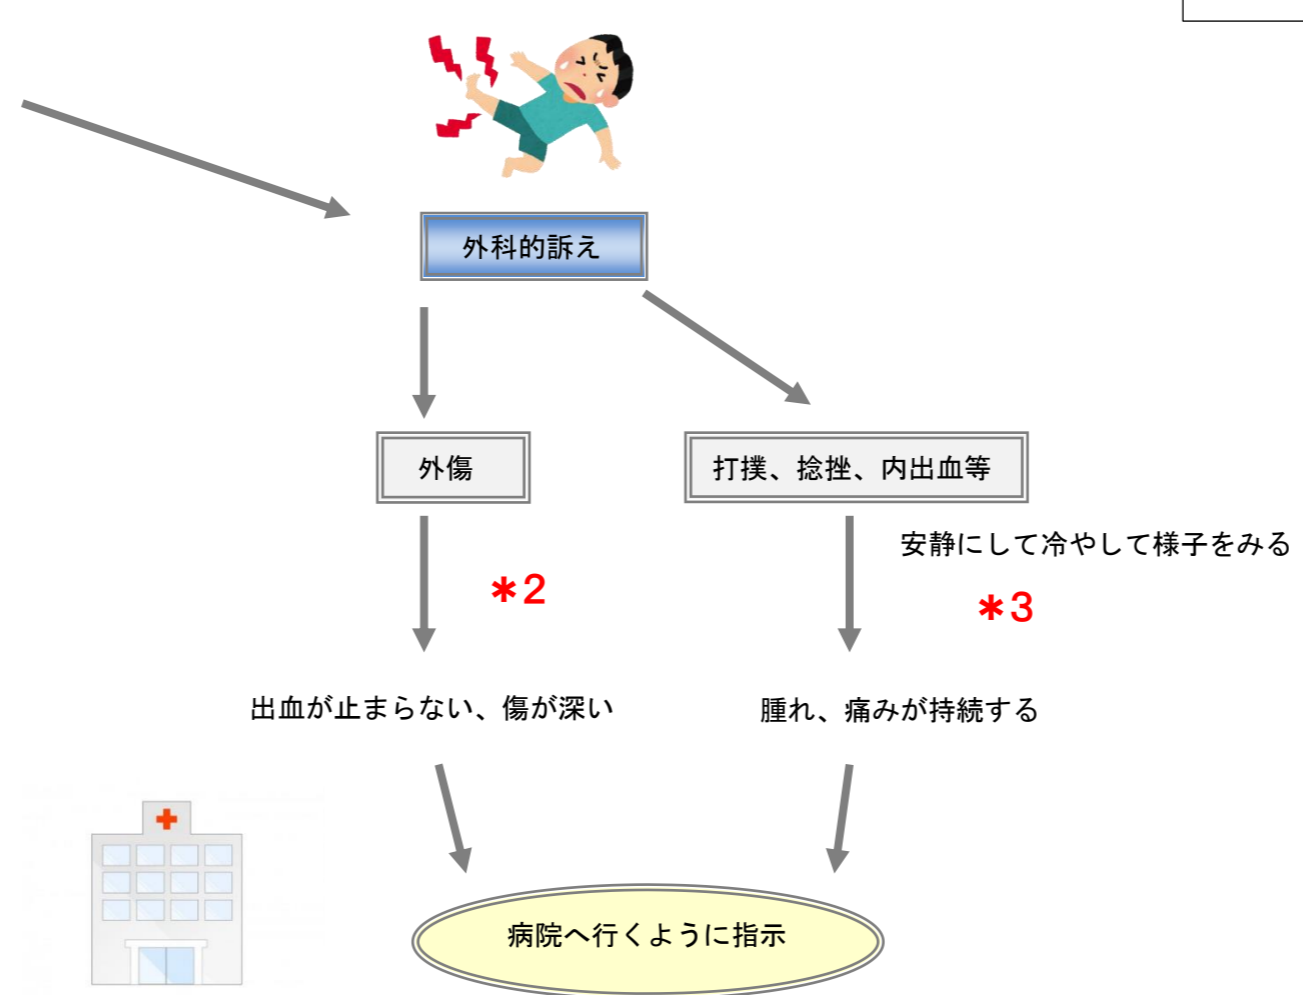 外科的訴え
外傷
打撲、捻挫、内出血等
安静にして冷やして様子をみる
*2
*3
出血が止まらない、傷が深い
腫れ、痛みが持続する
病院へ行くように指示